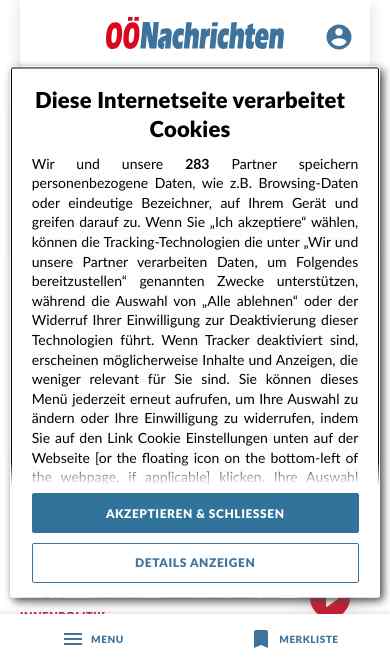 OÖNachrichten
Diese Internetseite verarbeitet
Cookies
Wir und unsere 283 Partner speichern
personenbezogene Daten, wie z.B. Browsing-Daten
oder eindeutige Bezeichner, auf Ihrem Gerät und
greifen darauf zu. Wenn Sie „Ich akzeptiere“ wählen,
können die Tracking-Technologien die unter „Wir und
unsere Partner verarbeiten Daten, um Folgendes
bereitzustellen“ genannten Zwecke unterstützen,
während die Auswahl von „Alle ablehnen“ oder der
Widerruf Ihrer Einwilligung zur Deaktivierung dieser
Technologien führt. Wenn Tracker deaktiviert sind,
erscheinen möglicherweise Inhalte und Anzeigen, die
weniger relevant für Sie sind. Sie können dieses
Menü jederzeit erneut aufrufen, um Ihre Auswahl zu
ändern oder Ihre Einwilligung zu widerrufen, indem
Sie auf den Link Cookie Einstellungen unten auf der
Webseite [or the floating icon on the bottom-left of
the webpage, if applicable] klicken. Ihre Auswahl
AKZEPTIEREN & SCHLIESSEN
DETAILS ANZEIGEN
INNENPOLITIK
MENU
MERKLISTE